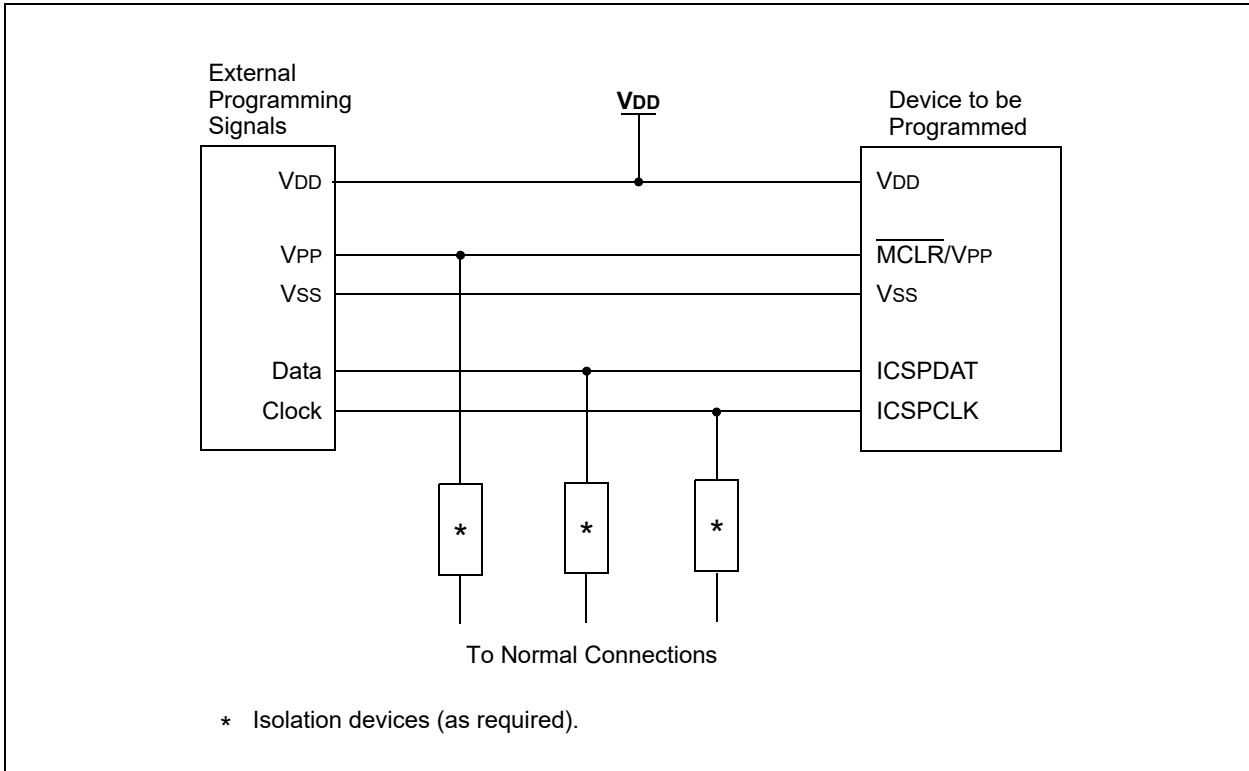 External
Programming
Signals
VDD
Device to be
Programmed
VDD
VDD
VPP
MCLR/VPP
VSS
VSS
Data
ICSPDAT
Clock
ICSPCLK
* * *
To Normal Connections
* Isolation devices (as required).